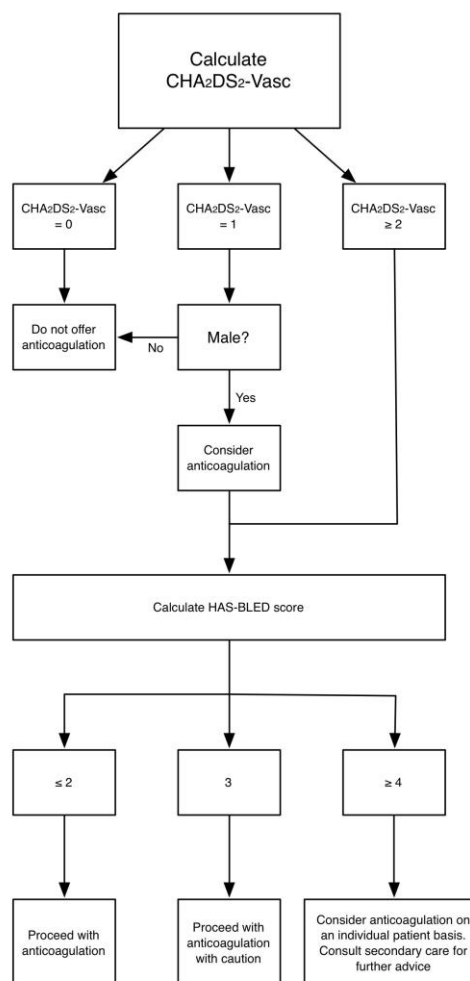 Calculate
CHA2DS2-Vasc
CHA2DS2-Vasc
= 0
CHA2DS2-Vasc
= 1
CHA2DS2-Vasc
≥ 2
Do not offer
anticoagulation
No
Male?
Yes
Consider
anticoagulation
Calculate HAS-BLED score
≤ 2
3
≥ 4
Proceed with
anticoagulation
Proceed with
anticoagulation
with caution
Consider anticoagulation on
an individual patient basis.
Consult secondary care for
further advice